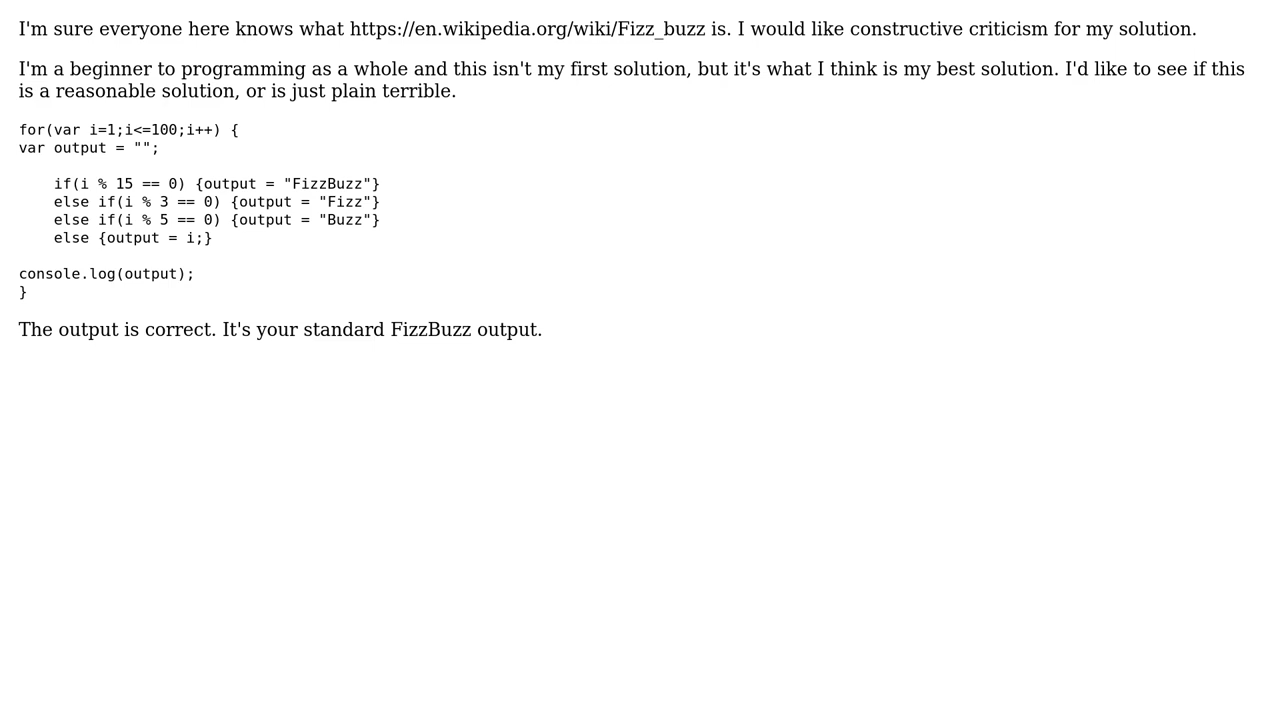 I'm sure everyone here knows what https://en.wikipedia.org/wiki/Fizz_buzz is. I would like constructive criticism for my solution.
I'm a beginner to programming as a whole and this isn't my first solution, but it's what I think is my best solution. I'd like to see if this
is a reasonable solution, or is just plain terrible.
for(var i=1;i<=100;i++) {
var output = "";
    if(i % 15 == 0) {output = "FizzBuzz"}
    else if(i % 3 == 0) {output = "Fizz"}
    else if(i % 5 == 0) {output = "Buzz"}
    else {output = i;}
console.log(output);
}
The output is correct. It's your standard FizzBuzz output.